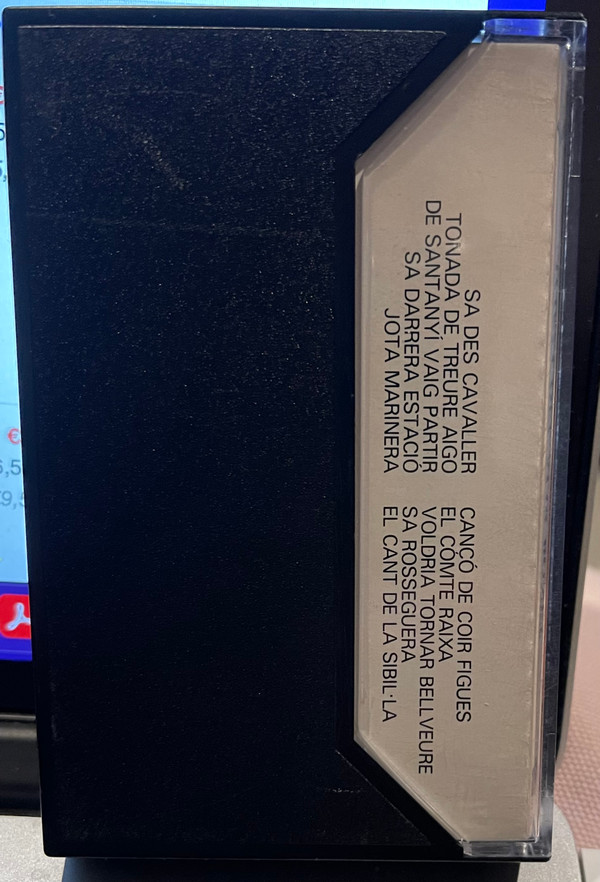 SA DES CAVALLER
TONADA DE TREURE AIGO
DE SANTANYÍ VAIG PARTIR
SA DARRERA ESTACIÓ
JOTA MARINERA
CANÇÓ DE COIR FIGUES
EL CÓMTE RAIXA
VOLDRIA TORNAR BELLVEURE
SA ROSSEGUERA
EL CANT DE LA SIBIL·LA